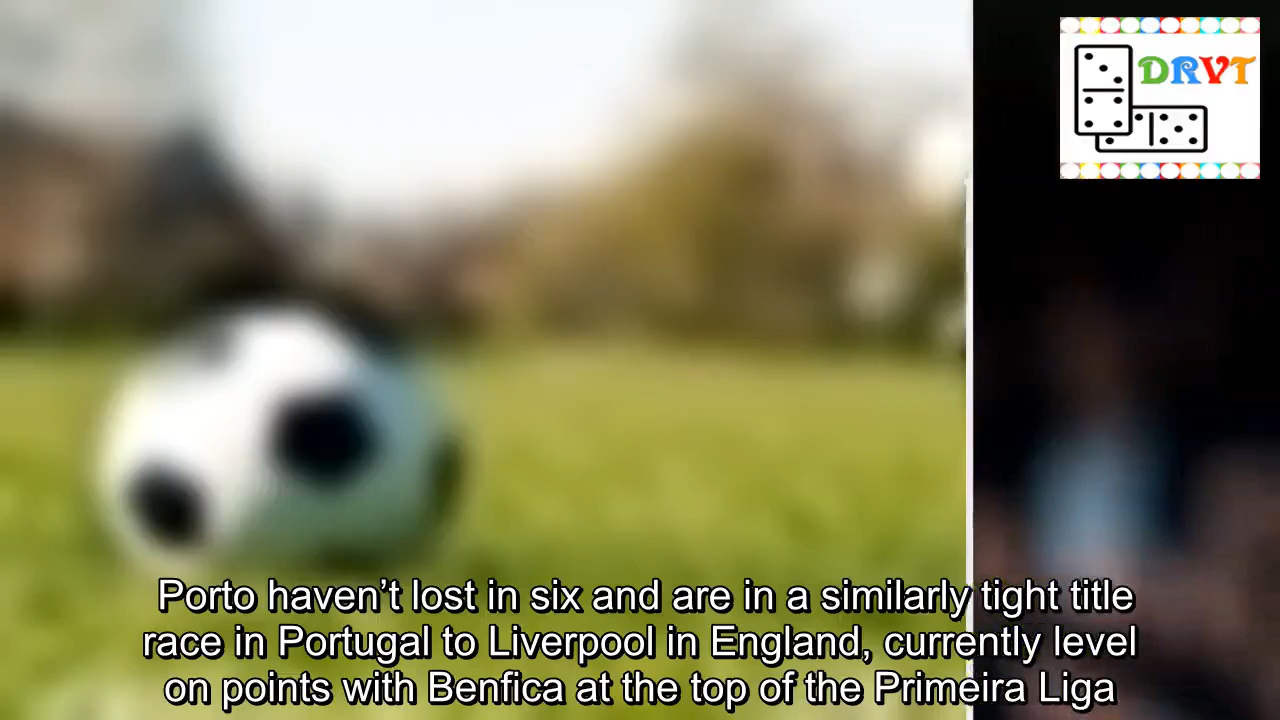 DRVT
Porto haven’t lost in six and are in a similarly tight title
race in Portugal to Liverpool in England, currently level
on points with Benfica at the top of the Primeira Liga